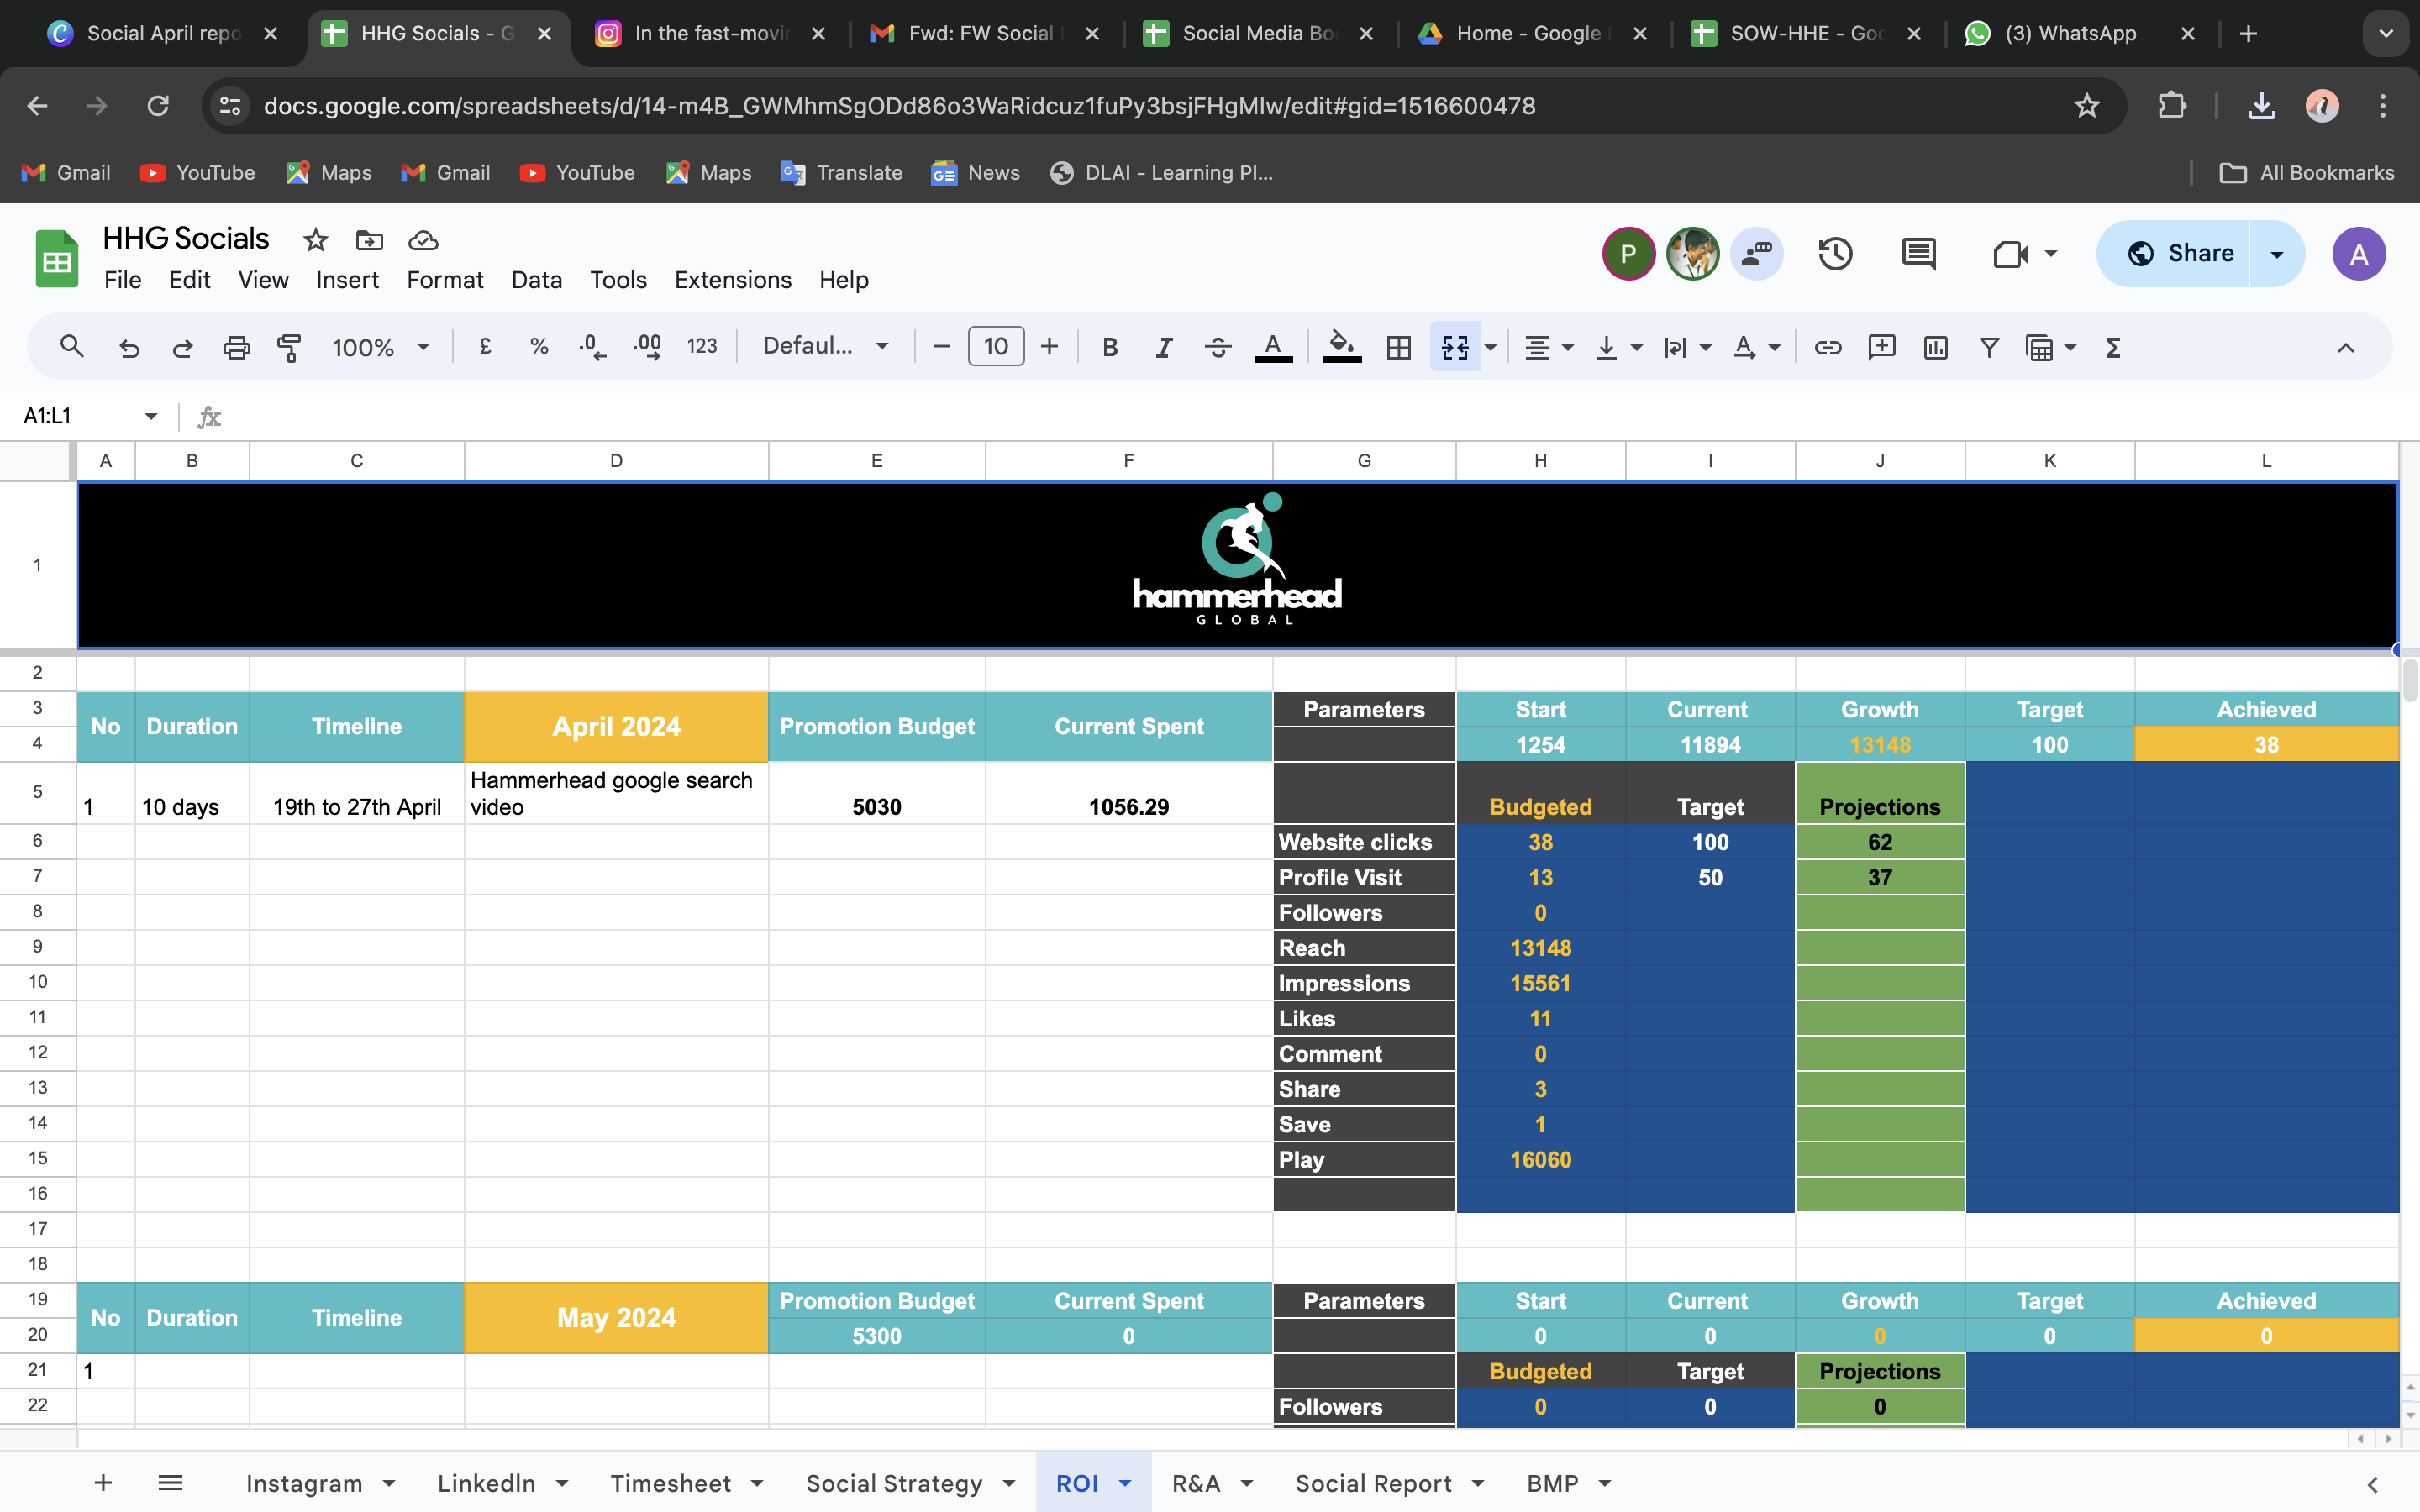 Social April repo
HHG Socials - G
In the fast-movin
Fwd: FW Social
Social Media Bo
Home - Google
SOW-HHE - Goo
(3) WhatsApp
docs.google.com/spreadsheets/d/14-m4B_GWMhmSgODd86o3WaRidcuz1fuPy3bsjFHgMIw/edit#gid=1516600478
Gmail YouTube Maps Gmail YouTube Maps Translate News DLAI - Learning Pl... All Bookmarks
HHG Socials
File Edit View Insert Format Data Tools Extensions Help
P
Share
A
100% £ % .0 .00 123 Defaul... 10 B I A
A1:L1
fx
A B C D E F G H I J K L
1
hammerhead
GLOBAL
2
3 Parameters Start Current Growth Target Achieved
No Duration Timeline April 2024 Promotion Budget Current Spent
4 1254 11894 13148 100 38
5 1 10 days 19th to 27th April Hammerhead google search
video 5030 1056.29 Budgeted Target Projections
6 Website clicks 38 100 62
7 Profile Visit 13 50 37
8 Followers 0
9 Reach 13148
10 Impressions 15561
11 Likes 11
12 Comment 0
13 Share 3
14 Save 1
15 Play 16060
16
17
18
19 Promotion Budget Current Spent Parameters Start Current Growth Target Achieved
No Duration Timeline May 2024
20 5300 0 0 0 0 0 0
21 1 Budgeted Target Projections
22 Followers 0 0 0
Instagram LinkedIn Timesheet Social Strategy ROI R&A Social Report BMP